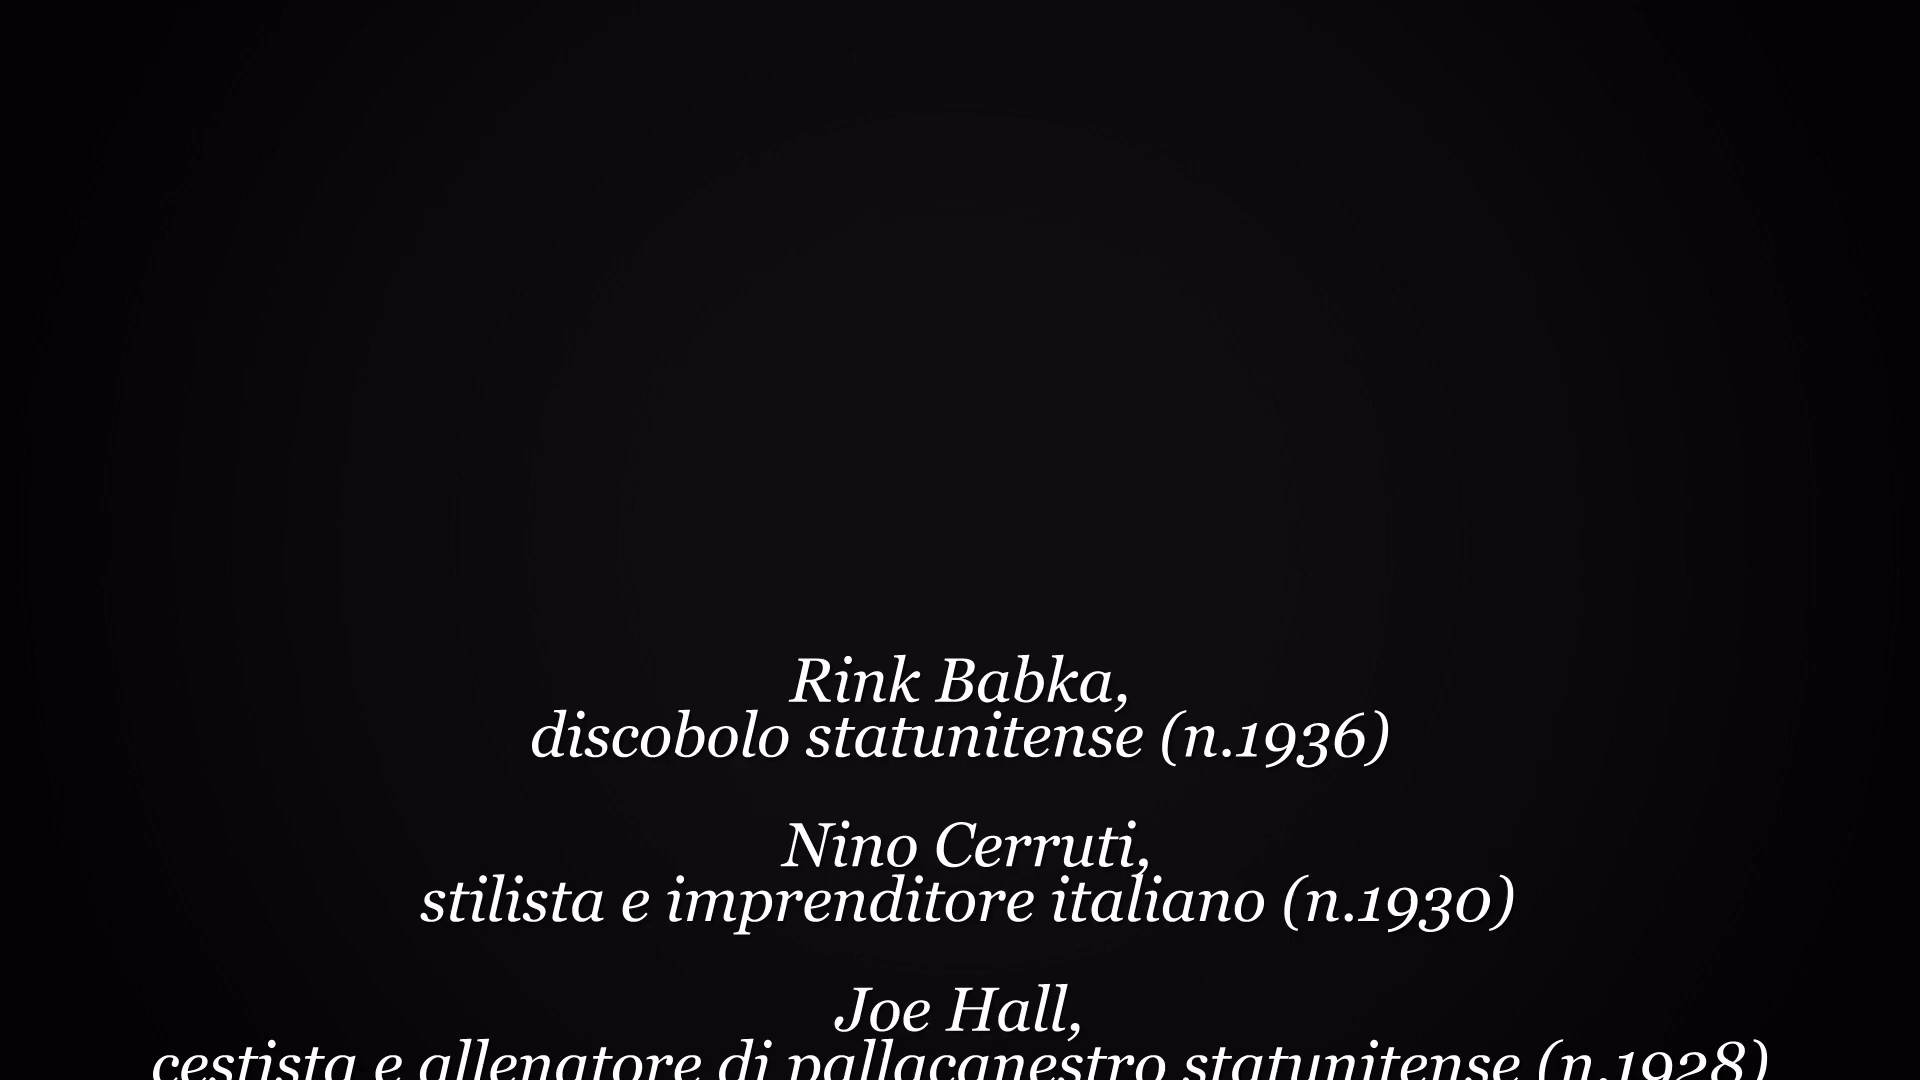 Rink Babka,
discobolo statunitense (n.1936)
Nino Cerruti,
stilista e imprenditore italiano (n.1930)
Joe Hall,
cestista e allenatore di pallacanestro statunitense (n.1928)